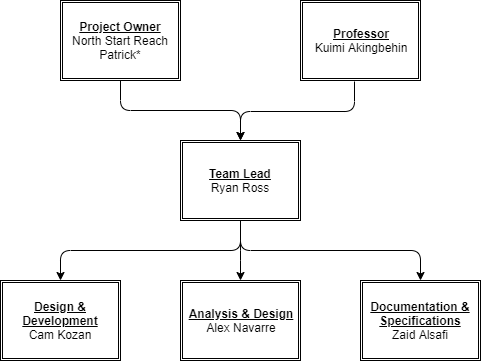 Project Owner
North Start Reach
Patrick*
Professor
Kuimi Akingbehin
Team Lead
Ryan Ross
Design &
Development
Cam Kozan
Analysis & Design
Alex Navarre
Documentation &
Specifications
Zaid Alsafi